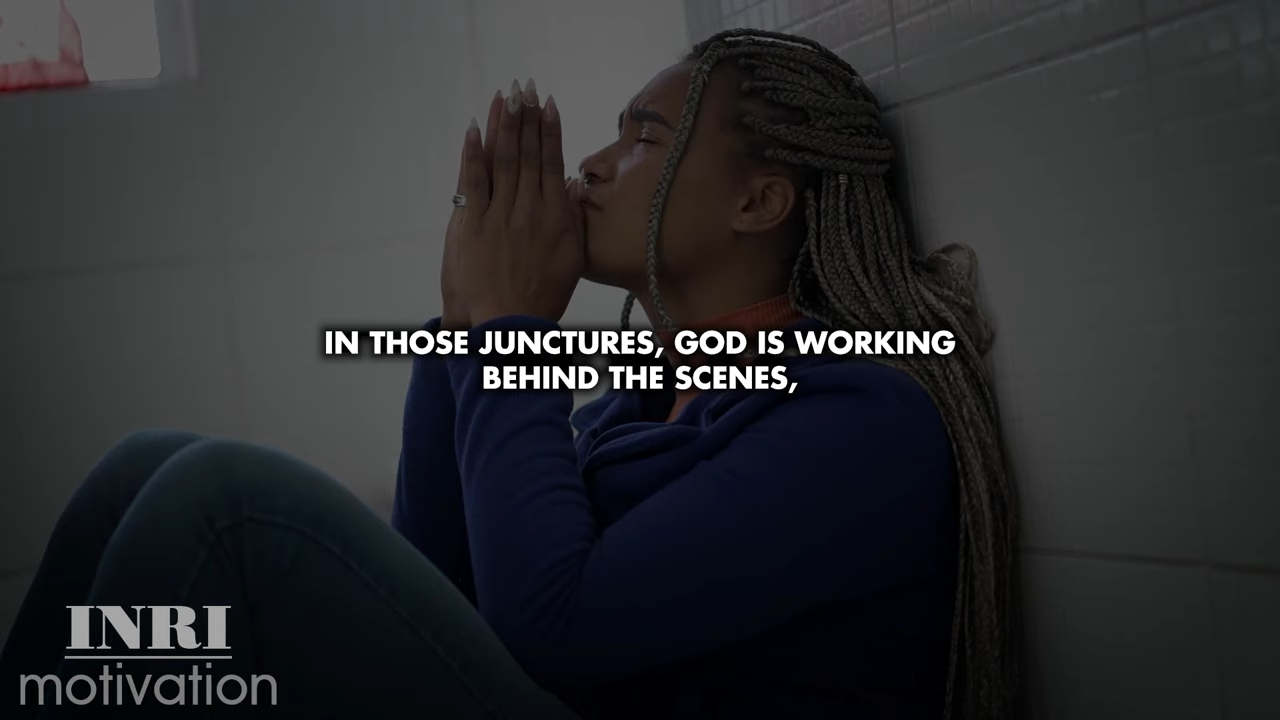 IN THOSE JUNCTURES, GOD IS WORKING
BEHIND THE SCENES,
INRI
motivation